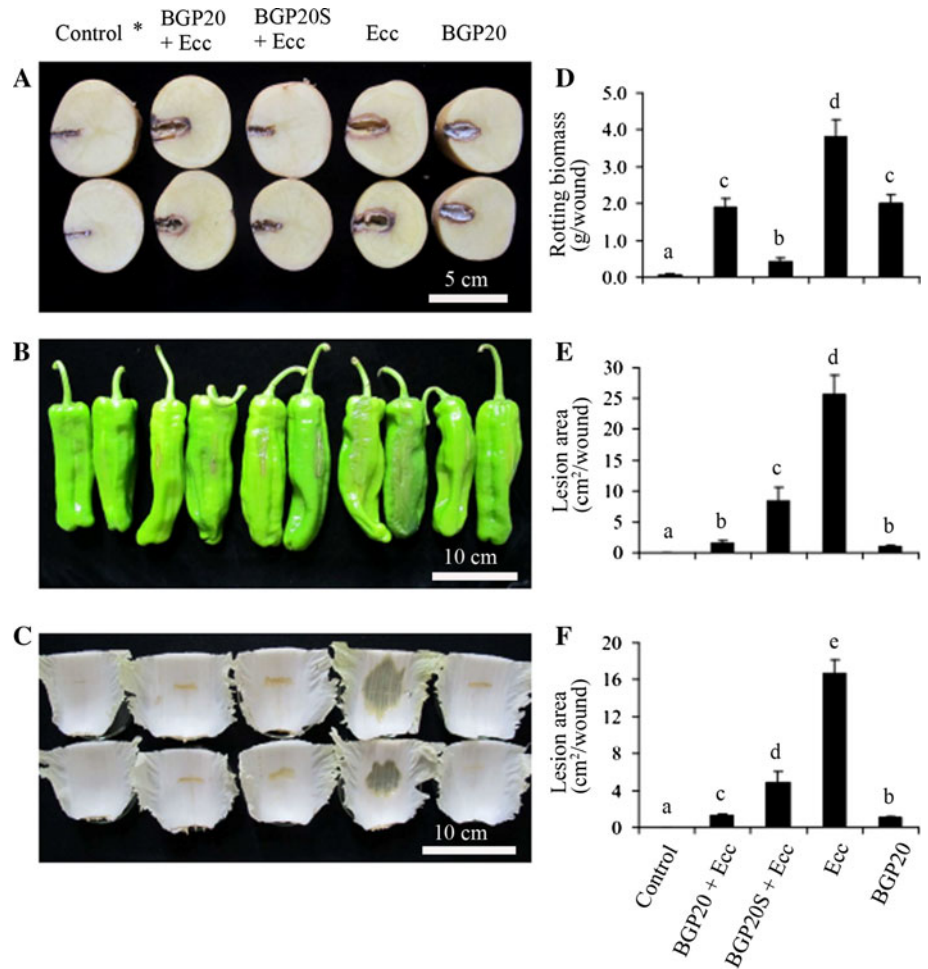 Control * BGP20 + Ecc BGP20S + Ecc Ecc BGP20
A
5 cm
B
10 cm
C
10 cm
D
Rotting biomass
(g/wound)
5.0
4.0
3.0
2.0
1.0
0.0
a
c
b
d
c
E
Lesion area
(cm²/wound)
30
25
20
15
10
5
0
a
b
c
d
b
F
Lesion area
(cm²/wound)
20
16
12
8
4
0
a
c
d
e
b
Control
BGP20 + Ecc
BGP20S + Ecc
Ecc
BGP20